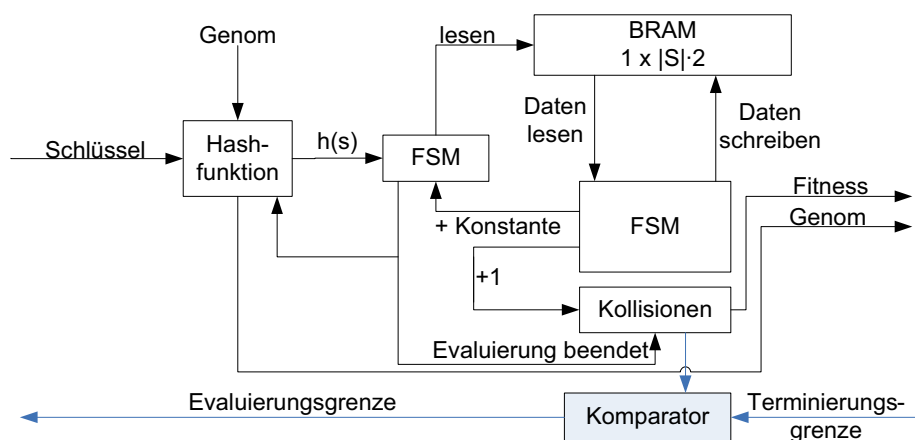 Genom
lesen
BRAM
1 x |S|·2
Daten
lesen
Daten
schreiben
Schlüssel
Hash-
funktion
h(s)
FSM
FSM
Fitness
Genom
+ Konstante
+1
Kollisionen
Evaluierung beendet
Evaluierungsgrenze
Komparator
Terminierungs-
grenze